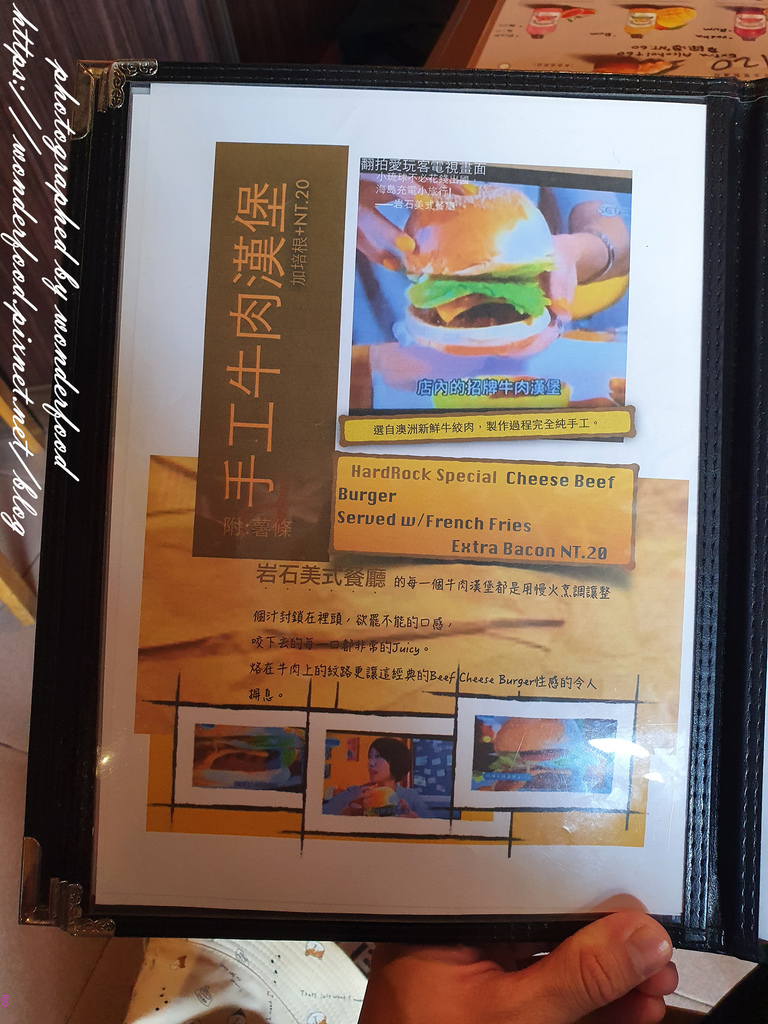 photographed by wonderfood
https://wonderfood.pixnet.net/blog
手工牛肉漢堡
加培根+NT.20
附:薯條
翻拍愛玩客電視畫面
小琉球不必花錢出國
海島充電小旅行!
——岩石美式餐廳
店內的招牌牛肉漢堡
選自澳洲新鮮牛絞肉，製作過程完全純手工。
HardRock Special Cheese Beef
Burger
Served w/French Fries
Extra Bacon NT.20
岩石美式餐廳 的每一個牛肉漢堡都是用慢火烹調讓整
個汁封鎖在裡頭，欲罷不能的口感，
咬下去的每一口都非常的Juicy。
烙在牛肉上的紋路更讓這經典的Beef Cheese Burger性感的令人
摒息。